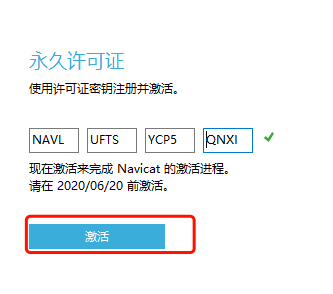 永久许可证
使用许可证密钥注册并激活。
NAVL UFTS YCP5 QNXI
现在激活来完成 Navicat 的激活进程。
请在 2020/06/20 前激活。
激活